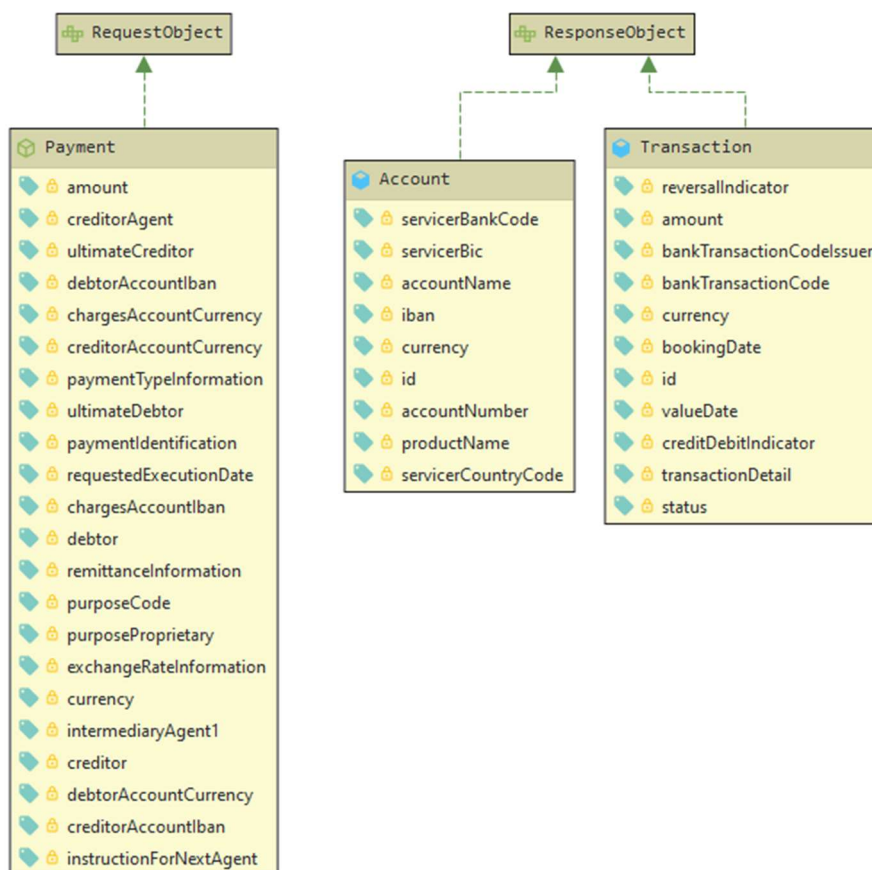 RequestObject
ResponseObject
Payment
amount
creditorAgent
ultimateCreditor
debtorAccountIban
chargesAccountCurrency
creditorAccountCurrency
paymentTypeInformation
ultimateDebtor
paymentIdentification
requestedExecutionDate
chargesAccountIban
debtor
remittanceInformation
purposeCode
purposeProprietary
exchangeRateInformation
currency
intermediaryAgent1
creditor
debtorAccountCurrency
creditorAccountIban
instructionForNextAgent
Account
servicerBankCode
servicerBic
accountName
iban
currency
id
accountNumber
productName
servicerCountryCode
Transaction
reversalIndicator
amount
bankTransactionCodeIssuer
bankTransactionCode
currency
bookingDate
id
valueDate
creditDebitIndicator
transactionDetail
status